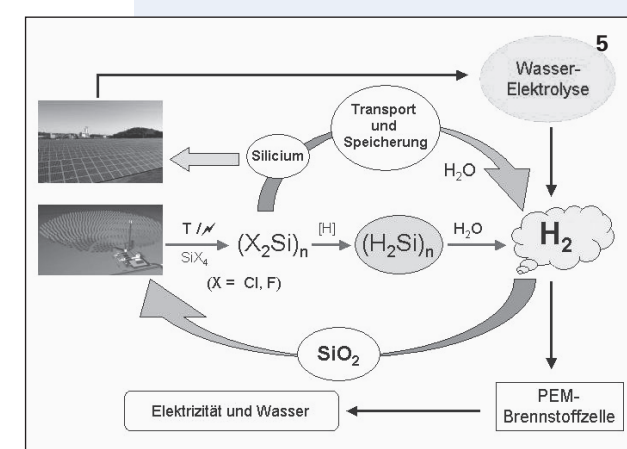 5
Wasser-
Elektrolyse
Transport
und
Speicherung
Silicium
H₂O
T /
SiX₄
(X₂Si)ₙ
[H]
(H₂Si)ₙ
H₂O
H₂
(X = Cl, F)
SiO₂
PEM-
Brennstoffzelle
Elektrizität und Wasser